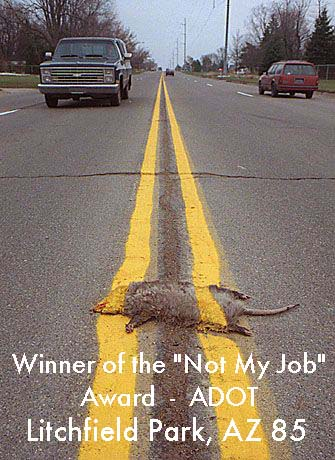 Winner of the "Not My Job"
Award - ADOT
Litchfield Park, AZ 85